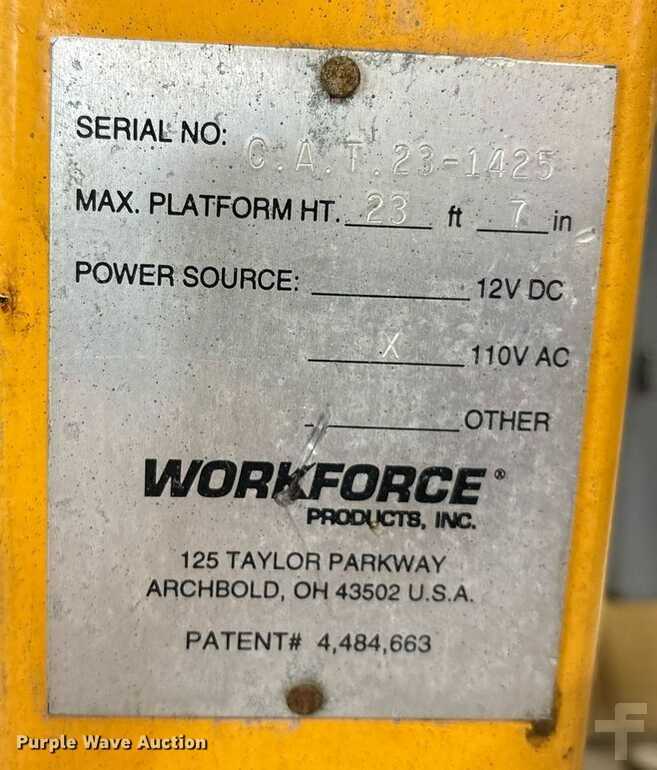 SERIAL NO: C.A.T.23-1425
MAX. PLATFORM HT. 23 ft 7 in
POWER SOURCE: 12V DC
X 110V AC
OTHER
WORKFORCE®
PRODUCTS, INC.
125 TAYLOR PARKWAY
ARCHBOLD, OH 43502 U.S.A.
PATENT# 4,484,663
Purple Wave Auction